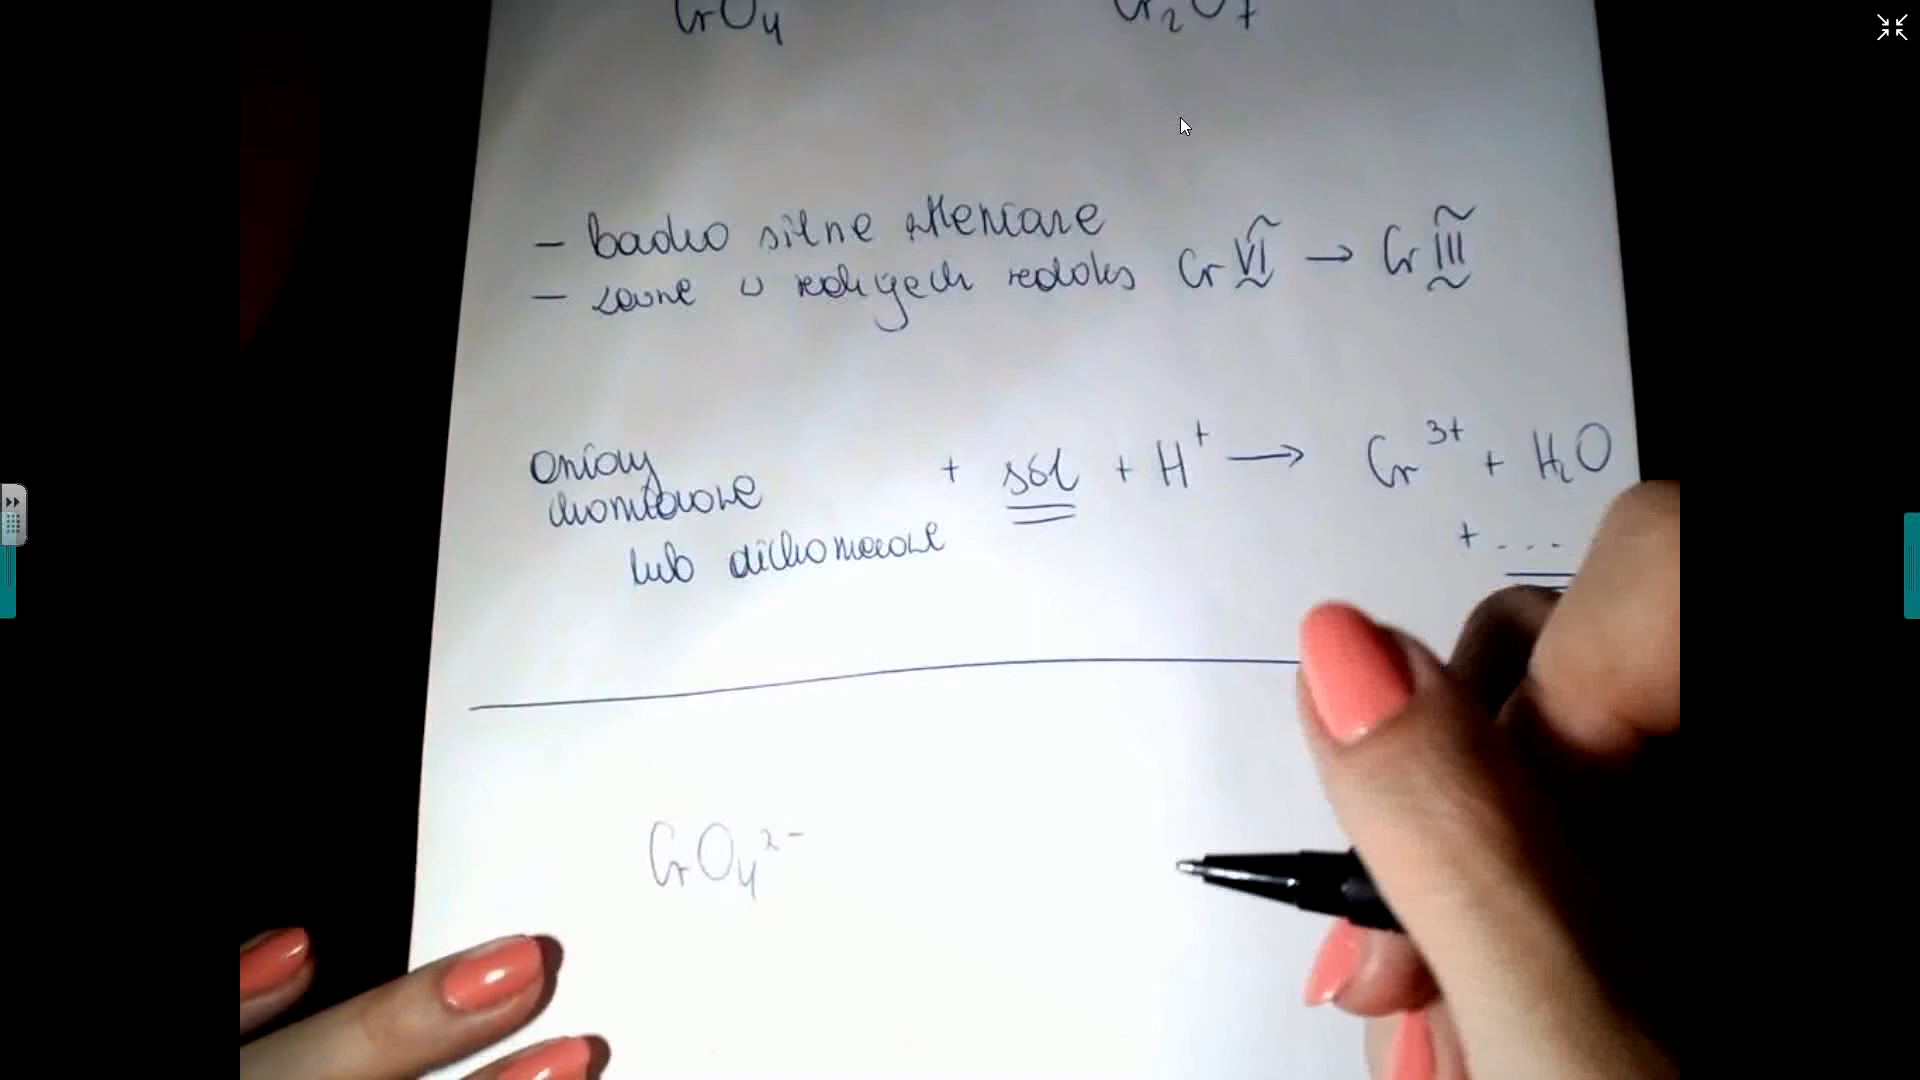 CrO4 Cr2O7
- bardzo silne utleniacze
- zawsze w reakcjach redoks Cr VI → Cr III
aniony
chromianowe + sól + H+ → Cr3+ + H2O
lub dichromianowe + ....
CrO4 2-